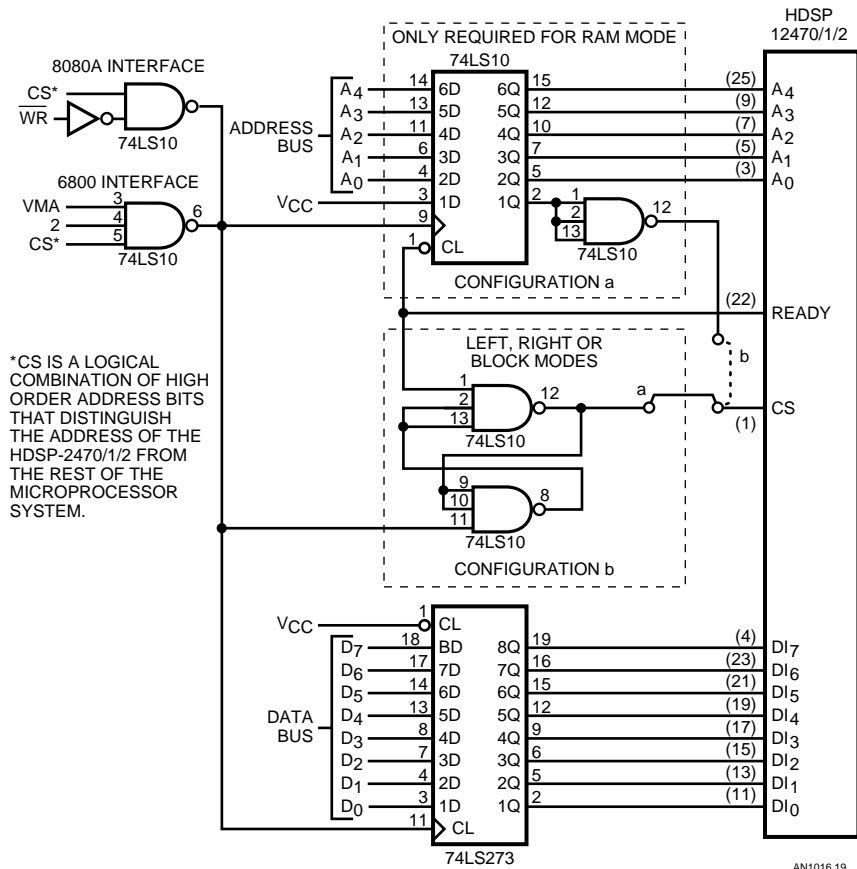 HDSP
12470/1/2
ONLY REQUIRED FOR RAM MODE
74LS10
8080A INTERFACE
CS*
WR
74LS10
ADDRESS
BUS
A4 14 6D 6Q 15 (25) A4
A3 13 5D 5Q 12 (9) A3
A2 11 4D 4Q 10 (7) A2
A1 6 3D 3Q 7 (5) A1
A0 4 2D 2Q 5 (3) A0
VCC 3 1D 1Q 2 1 2 13 12
9
1 CL
74LS10
CONFIGURATION a
6800 INTERFACE
VMA 3
2 4 6
CS* 5
74LS10
(22) READY
LEFT, RIGHT OR
BLOCK MODES
b
1
2 12 a
13
CS
(1)
74LS10
9
10 8
11
74LS10
CONFIGURATION b
*CS IS A LOGICAL
COMBINATION OF HIGH
ORDER ADDRESS BITS
THAT DISTINGUISH
THE ADDRESS OF THE
HDSP-2470/1/2 FROM
THE REST OF THE
MICROPROCESSOR
SYSTEM.
VCC 1 CL
DATA
BUS
D7 18 BD 8Q 19 (4) DI7
D6 17 7D 7Q 16 (23) DI6
D5 14 6D 6Q 15 (21) DI5
D4 13 5D 5Q 12 (19) DI4
D3 8 4D 4Q 9 (17) DI3
D2 7 3D 3Q 6 (15) DI2
D1 4 2D 2Q 5 (13) DI1
D0 3 1D 1Q 2 (11) DI0
11 CL
74LS273
AN1016 19